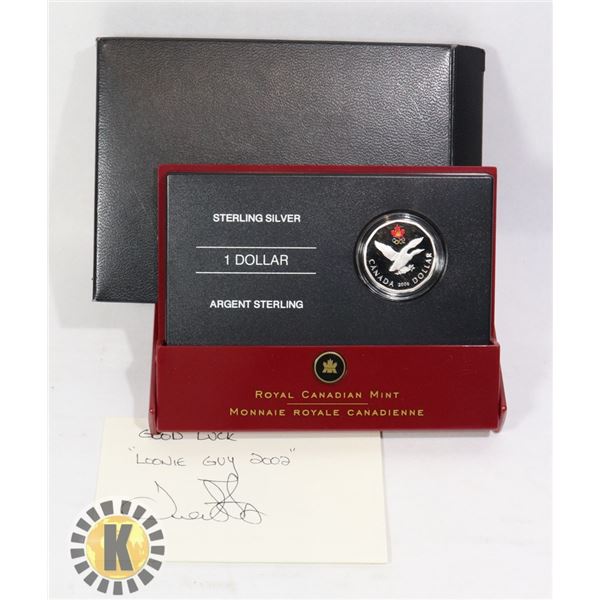 STERLING SILVER
1 DOLLAR
ARGENT STERLING
CANADA 2006 DOLLAR
ROYAL CANADIAN MINT
MONNAIE ROYALE CANADIENNE
GOOD LUCK
"LOONIE GUY 2002"
K